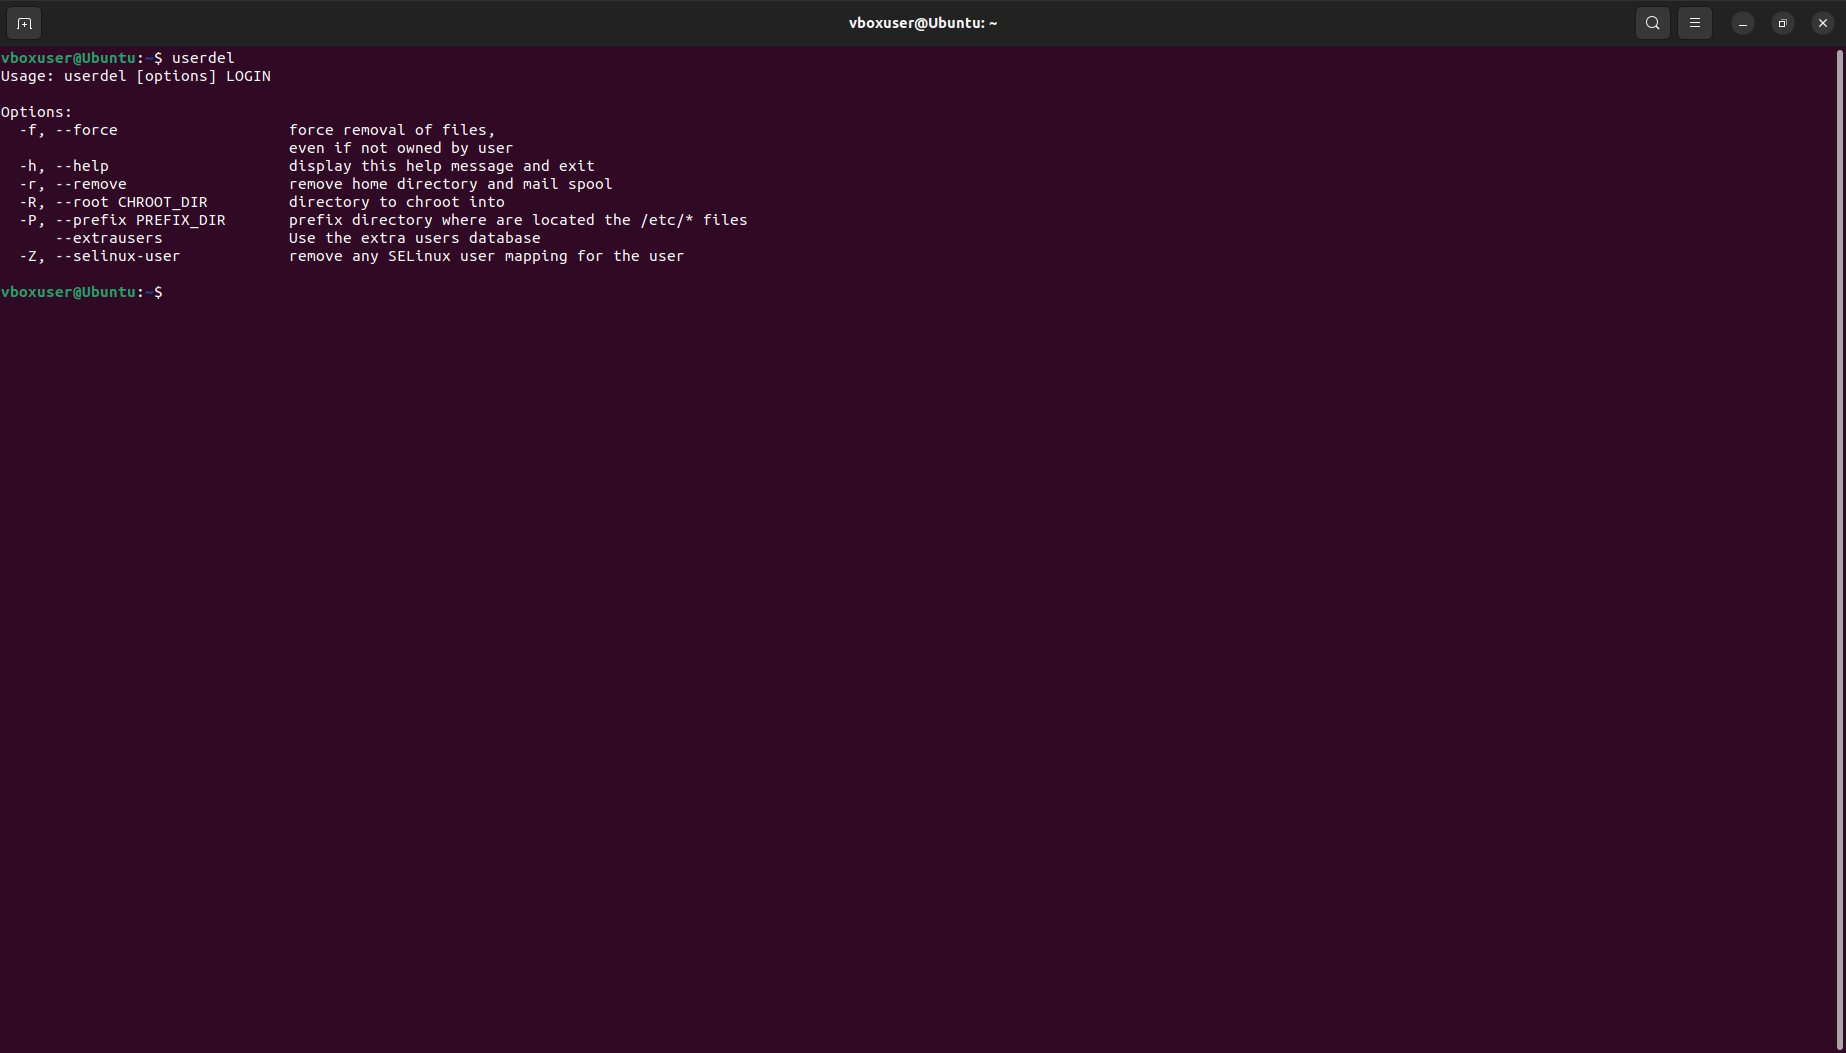 vboxuser@Ubuntu: ~
vboxuser@Ubuntu:~$ userdel
Usage: userdel [options] LOGIN

Options:
  -f, --force                   force removal of files,
                                even if not owned by user
  -h, --help                    display this help message and exit
  -r, --remove                  remove home directory and mail spool
  -R, --root CHROOT_DIR         directory to chroot into
  -P, --prefix PREFIX_DIR       prefix directory where are located the /etc/* files
      --extrausers              Use the extra users database
  -Z, --selinux-user            remove any SELinux user mapping for the user

vboxuser@Ubuntu:~$